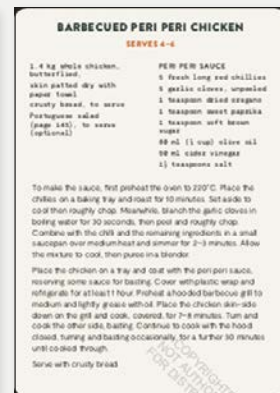 BARBECUED PERI PERI CHICKEN
SERVES 4-6
1.4 kg whole chicken,
butterflied,
skin patted dry with
paper towel
crusty bread, to serve
Portuguese salad
(page 145), to serve
(optional)
PERI PERI SAUCE
5 fresh long red chillies
5 garlic cloves, unpeeled
1 teaspoon dried oregano
1 teaspoon sweet paprika
1 teaspoon soft brown
sugar
80 ml (⅓ cup) olive oil
50 ml cider vinegar
1½ teaspoons salt
To make the sauce, first preheat the oven to 220°C. Place the
chillies on a baking tray and roast for 10 minutes. Set aside to
cool then roughly chop. Meanwhile, blanch the garlic cloves in
boiling water for 30 seconds, then peel and roughly chop.
Combine with the chilli and the remaining ingredients in a small
saucepan over medium heat and simmer for 2–3 minutes. Allow
the mixture to cool, then puree in a blender.
Place the chicken on a tray and coat with the peri peri sauce,
reserving some sauce for basting. Cover with plastic wrap and
refrigerate for at least 1 hour. Preheat a hooded barbecue grill to
medium and lightly grease with oil. Place the chicken skin-side
down on the grill and cook, covered, for 7–8 minutes. Turn and
cook the other side, basting. Continue to cook with the hood
closed, turning and basting occasionally, for a further 30 minutes
until cooked through.
Serve with crusty bread
COPYRIGHTED
NOT AUTHORIZED